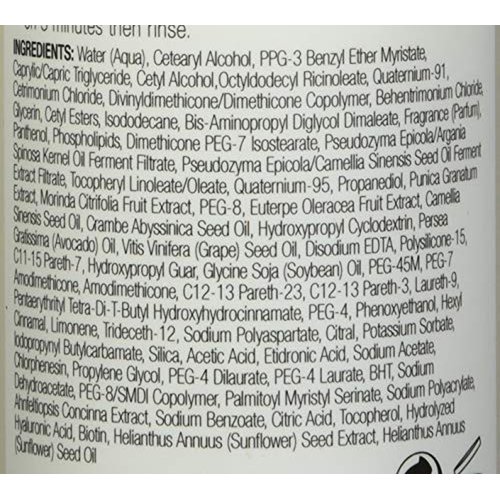 on 3 minutes then rinse.
INGREDIENTS: Water (Aqua), Cetearyl Alcohol, PPG-3 Benzyl Ether Myristate,
Caprylic/Capric Triglyceride, Cetyl Alcohol,Octyldodecyl Ricinoleate, Quaternium-91,
Cetrimonium Chloride, Divinyldimethicone/Dimethicone Copolymer, Behentrimonium Chloride,
Glycerin, Cetyl Esters, Isododecane, Bis-Aminopropyl Diglycol Dimaleate, Fragrance (Parfum),
Panthenol, Phospholipids, Dimethicone PEG-7 Isostearate, Pseudozyma Epicola/Argania
Spinosa Kernel Oil Ferment Filtrate, Pseudozyma Epicola/Camellia Sinensis Seed Oil Ferment
Extract Filtrate, Tocopheryl Linoleate/Oleate, Quaternium-95, Propanediol, Punica Granatum
Extract, Morinda Citrifolia Fruit Extract, PEG-8, Euterpe Oleracea Fruit Extract, Camellia
Sinensis Seed Oil, Crambe Abyssinica Seed Oil, Hydroxypropyl Cyclodextrin, Persea
Gratissima (Avocado) Oil, Vitis Vinifera (Grape) Seed Oil, Disodium EDTA, Polysilicone-15,
C11-15 Pareth-7, Hydroxypropyl Guar, Glycine Soja (Soybean) Oil, PEG-45M, PEG-7
Amodimethicone, Amodimethicone, C12-13 Pareth-23, C12-13 Pareth-3, Laureth-9,
Pentaerythrityl Tetra-Di-T-Butyl Hydroxyhydrocinnamate, PEG-4, Phenoxyethanol, Hexyl
Cinnamal, Limonene, Trideceth-12, Sodium Polyaspartate, Citral, Potassium Sorbate,
Iodopropynyl Butylcarbamate, Silica, Acetic Acid, Etidronic Acid, Sodium Acetate,
Chlorphenesin, Propylene Glycol, PEG-4 Dilaurate, PEG-4 Laurate, BHT, Sodium
Dehydroacetate, PEG-8/SMDI Copolymer, Palmitoyl Myristyl Serinate, Sodium Polyacrylate,
Ahnfeltiopsis Concinna Extract, Sodium Benzoate, Citric Acid, Tocopherol, Hydrolyzed
Hyaluronic Acid, Biotin, Helianthus Annuus (Sunflower) Seed Extract, Helianthus Annuus
(Sunflower) Seed Oil